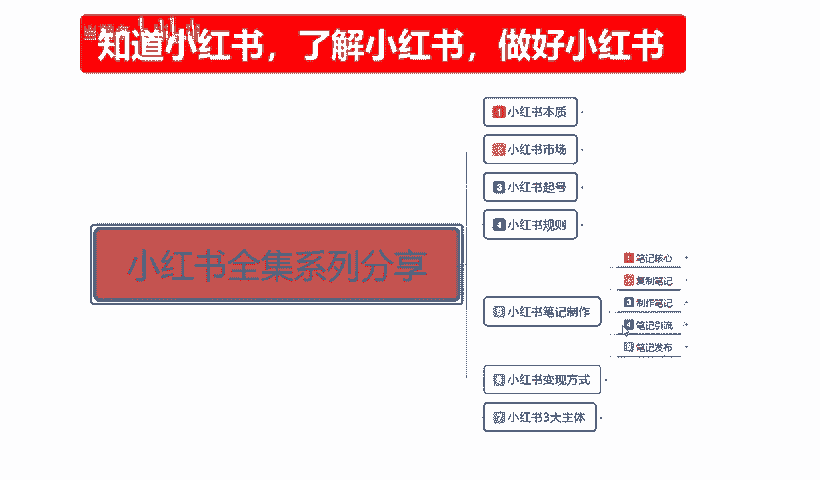 知道小红书，了解小红书，做好小红书
小红书全集系列分享
1 小红书本质
2 小红书市场
3 小红书起号
4 小红书规则
5 小红书笔记制作
1 笔记核心
2 复制笔记
3 制作笔记
4 笔记引流
5 笔记发布
6 小红书变现方式
7 小红书3大主体